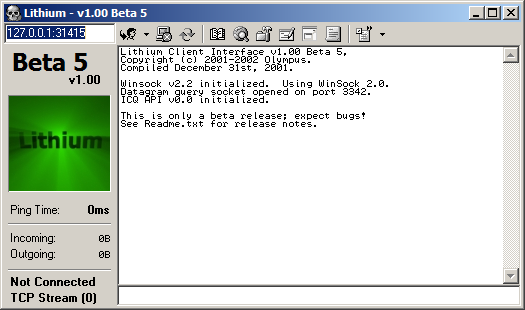 Lithium - v1.00 Beta 5
127.0.0.1:31415
Beta 5
v1.00
Lithium
Ping Time: 0ms
Incoming: 0B
Outgoing: 0B
Not Connected
TCP Stream (0)
Lithium Client Interface v1.00 Beta 5,
Copyright (c) 2001-2002 Olympus.
Compiled December 31st, 2001.
Winsock v2.2 initialized. Using WinSock 2.0.
Datagram query socket opened on port 3342.
ICQ API v0.0 initialized.
This is only a beta release; expect bugs!
See Readme.txt for release notes.